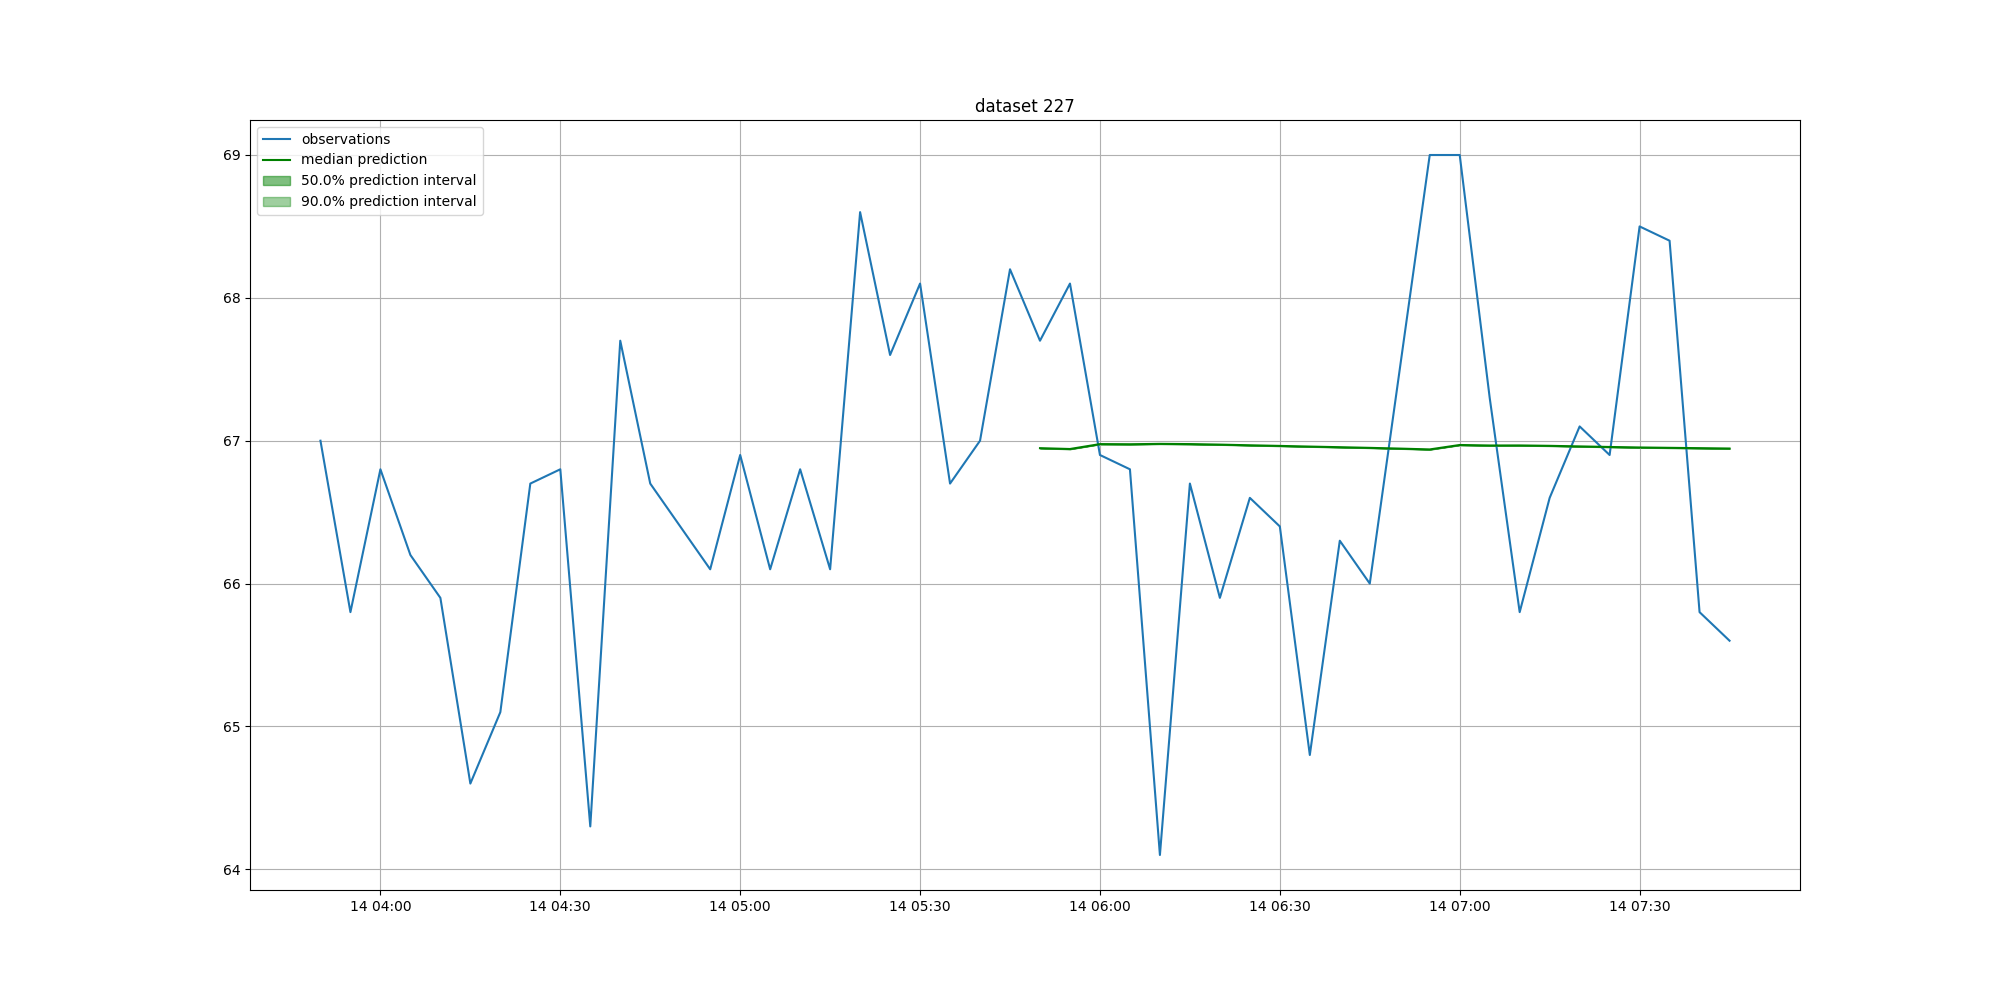 dataset 227
observations
median prediction
50.0% prediction interval
90.0% prediction interval
69
68
67
66
65
64
14 04:00
14 04:30
14 05:00
14 05:30
14 06:00
14 06:30
14 07:00
14 07:30